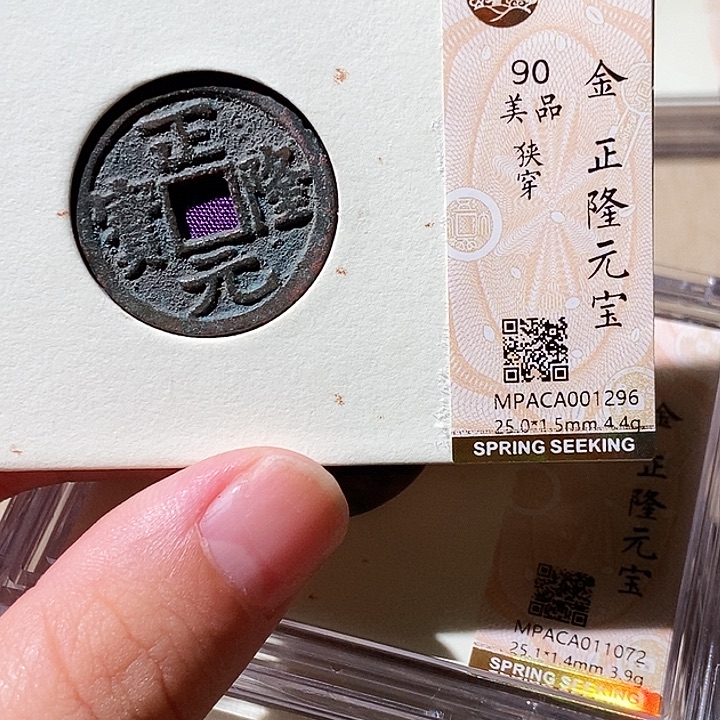 正
隆
元
寳
金 正隆元宝
90
美品
狭穿
MPACA001296
25.0*1.5mm 4.4g
SPRING SEEKING
金 正隆元宝
MPACA011072
25.1*1.4mm 3.9g
SPRING SEEKING